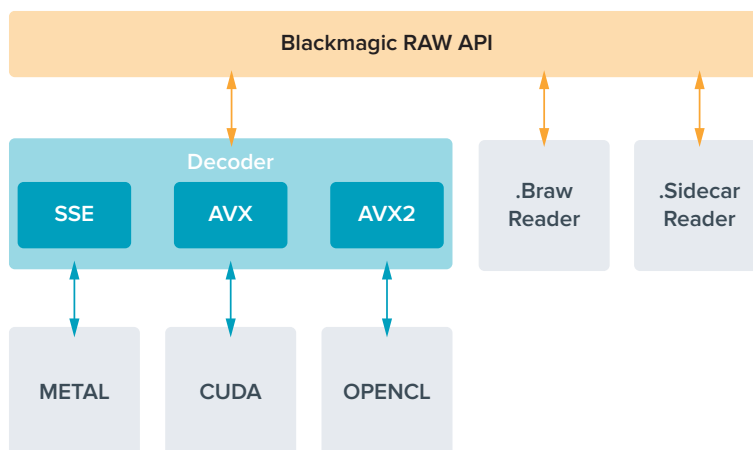 Blackmagic RAW API
Decoder
SSE
AVX
AVX2
.Braw
Reader
.Sidecar
Reader
METAL
CUDA
OPENCL